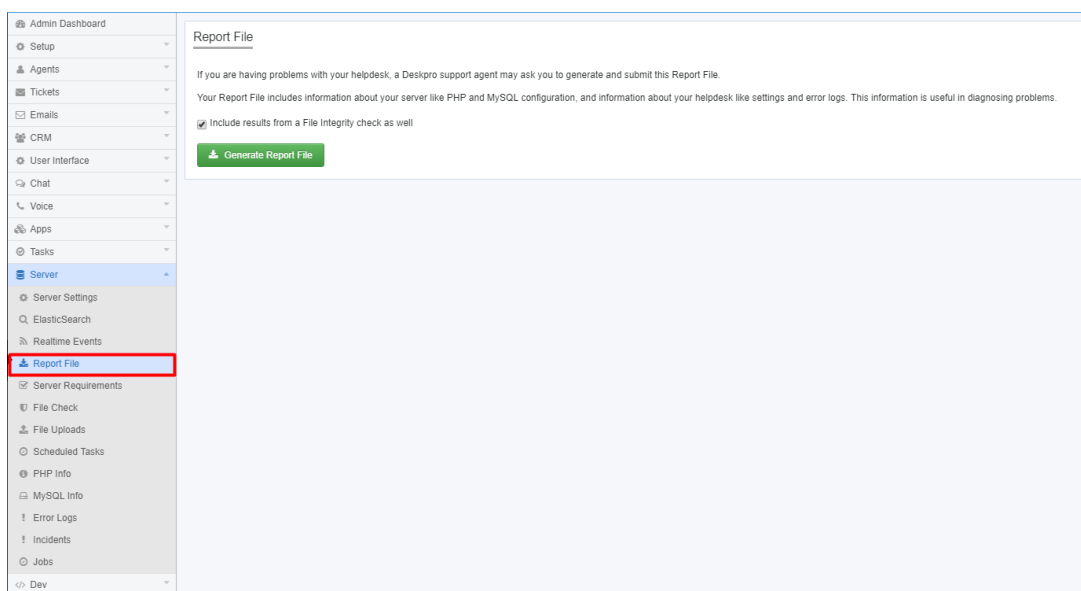 Admin Dashboard
Setup
Agents
Tickets
Emails
CRM
User Interface
Chat
Voice
Apps
Tasks
Server
Server Settings
ElasticSearch
Realtime Events
Report File
Server Requirements
File Check
File Uploads
Scheduled Tasks
PHP Info
MySQL Info
Error Logs
Incidents
Jobs
Dev
Report File
If you are having problems with your helpdesk, a Deskpro support agent may ask you to generate and submit this Report File.
Your Report File includes information about your server like PHP and MySQL configuration, and information about your helpdesk like settings and error logs. This information is useful in diagnosing problems.
Include results from a File Integrity check as well
Generate Report File